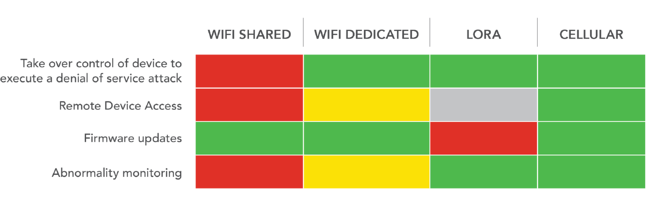 WIFI SHARED WIFI DEDICATED LORA CELLULAR
Take over control of device to
execute a denial of service attack
Remote Device Access
Firmware updates
Abnormality monitoring